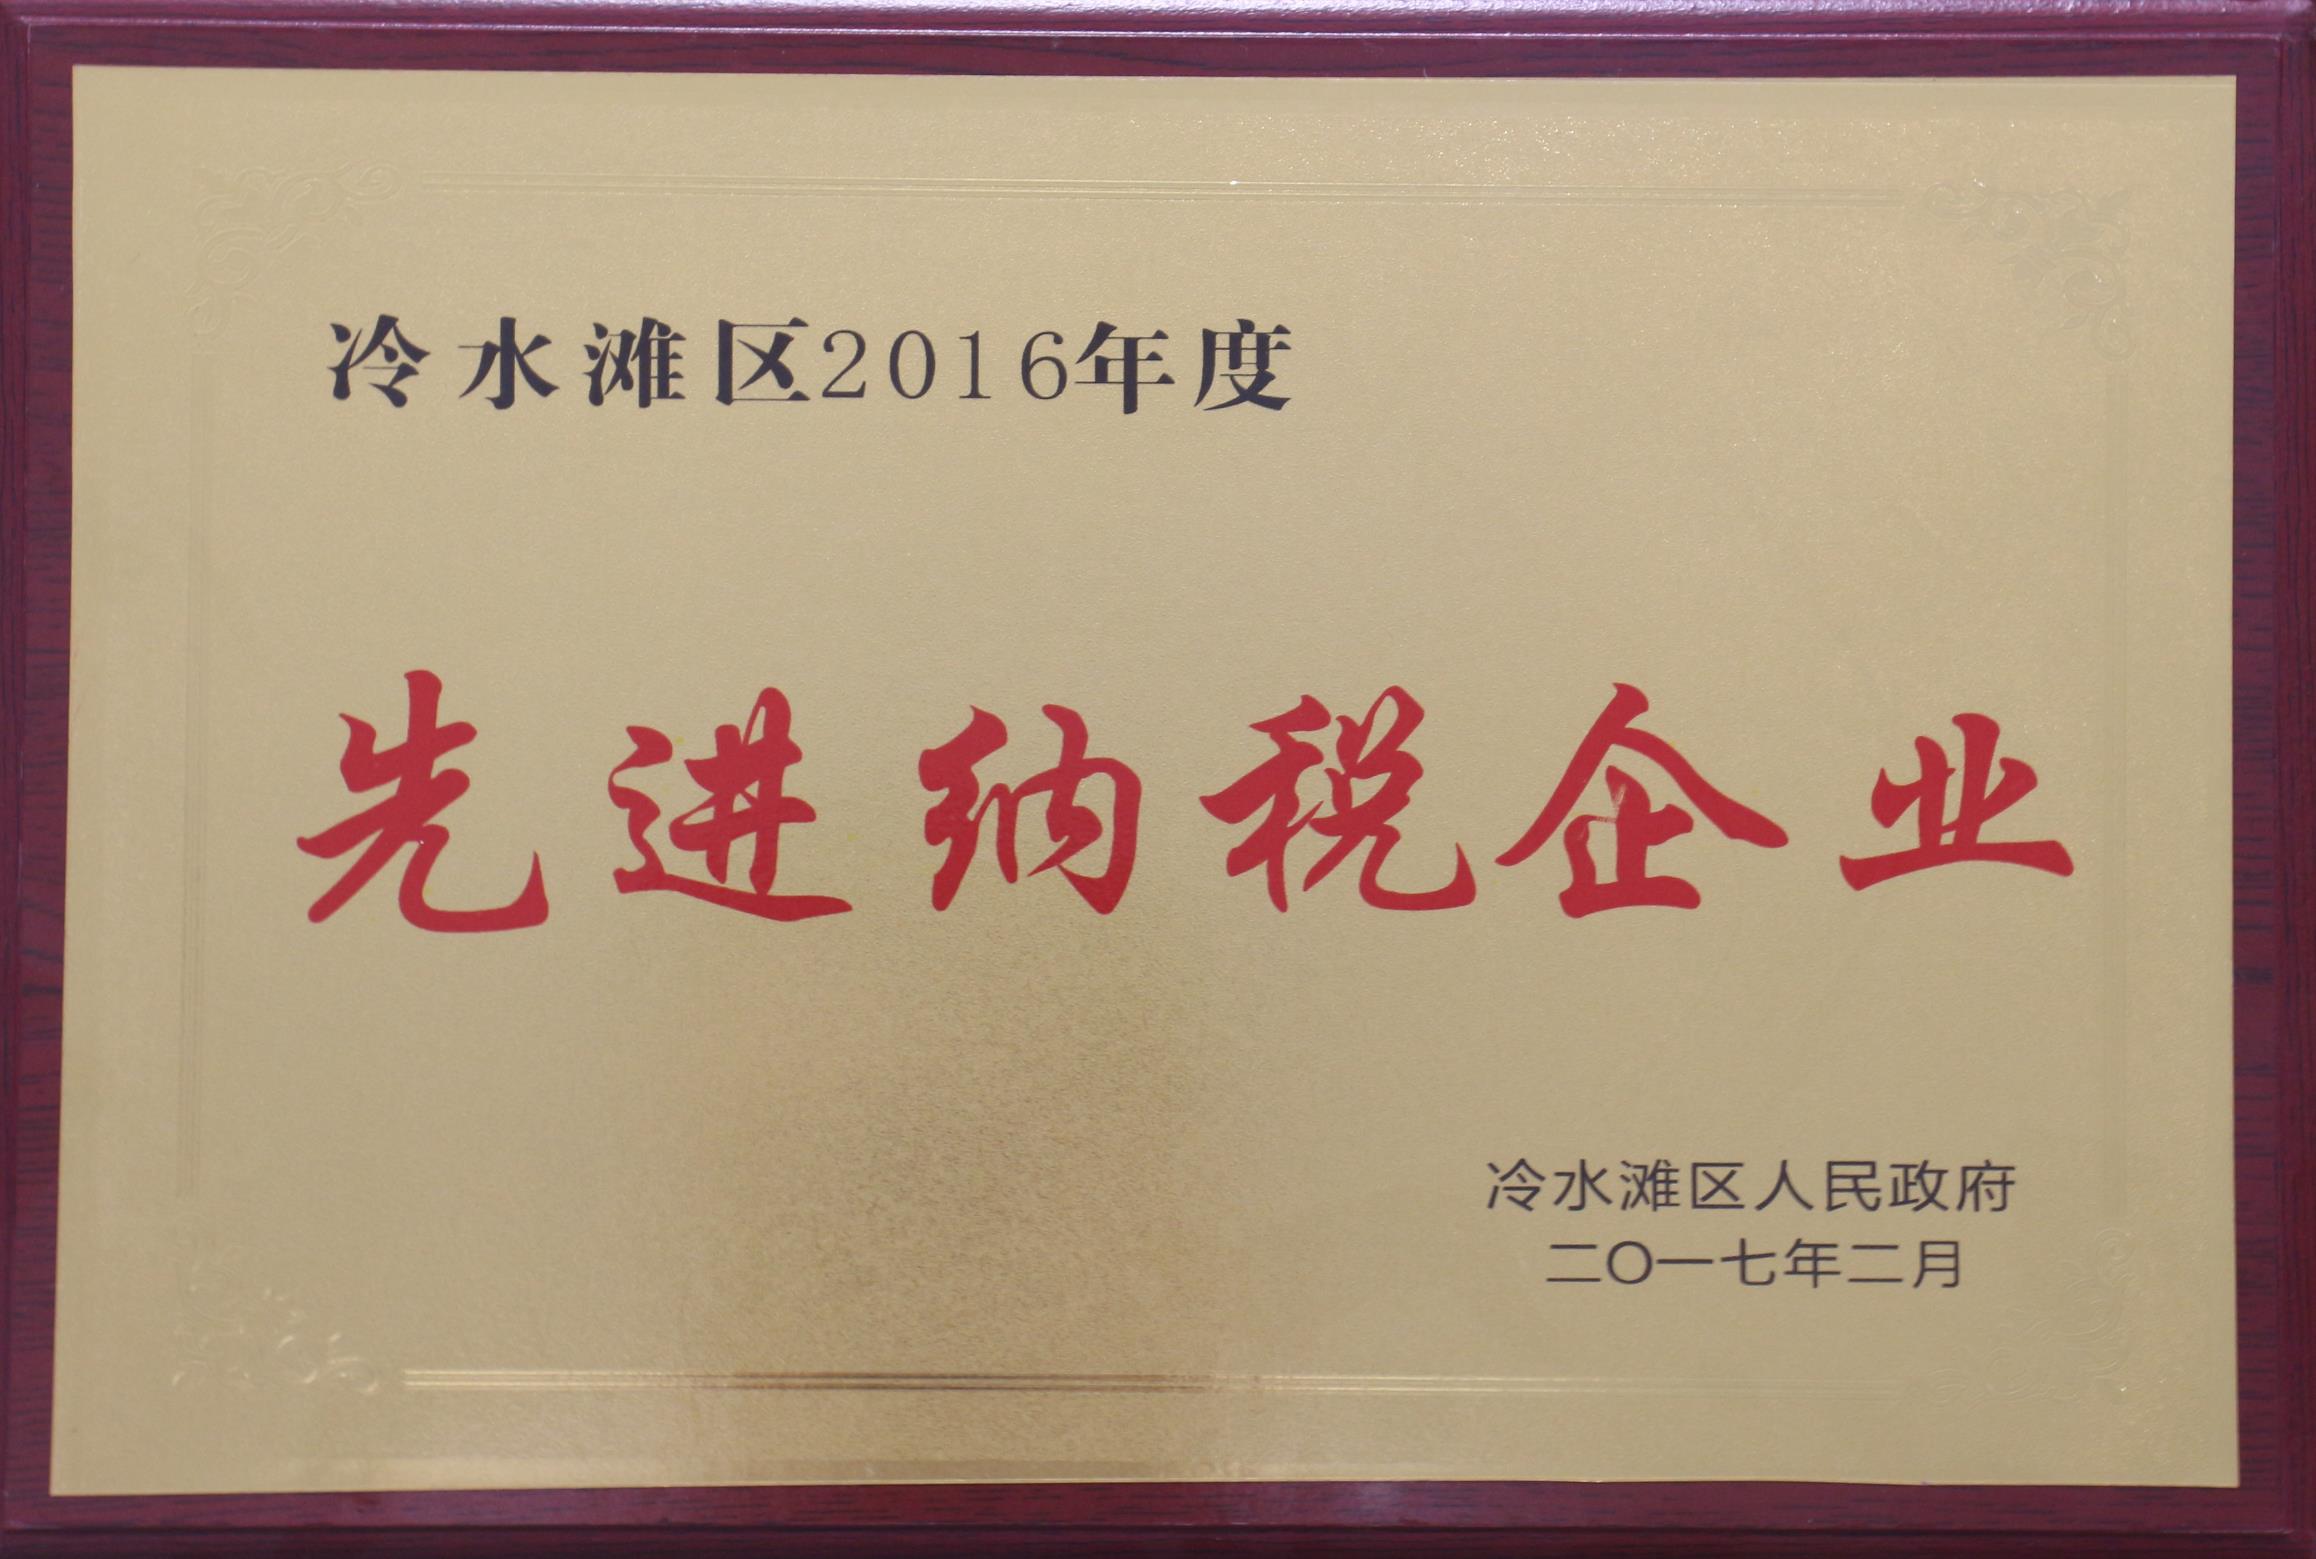 冷水滩区2016年度
先进纳税企业
冷水滩区人民政府
二〇一七年二月